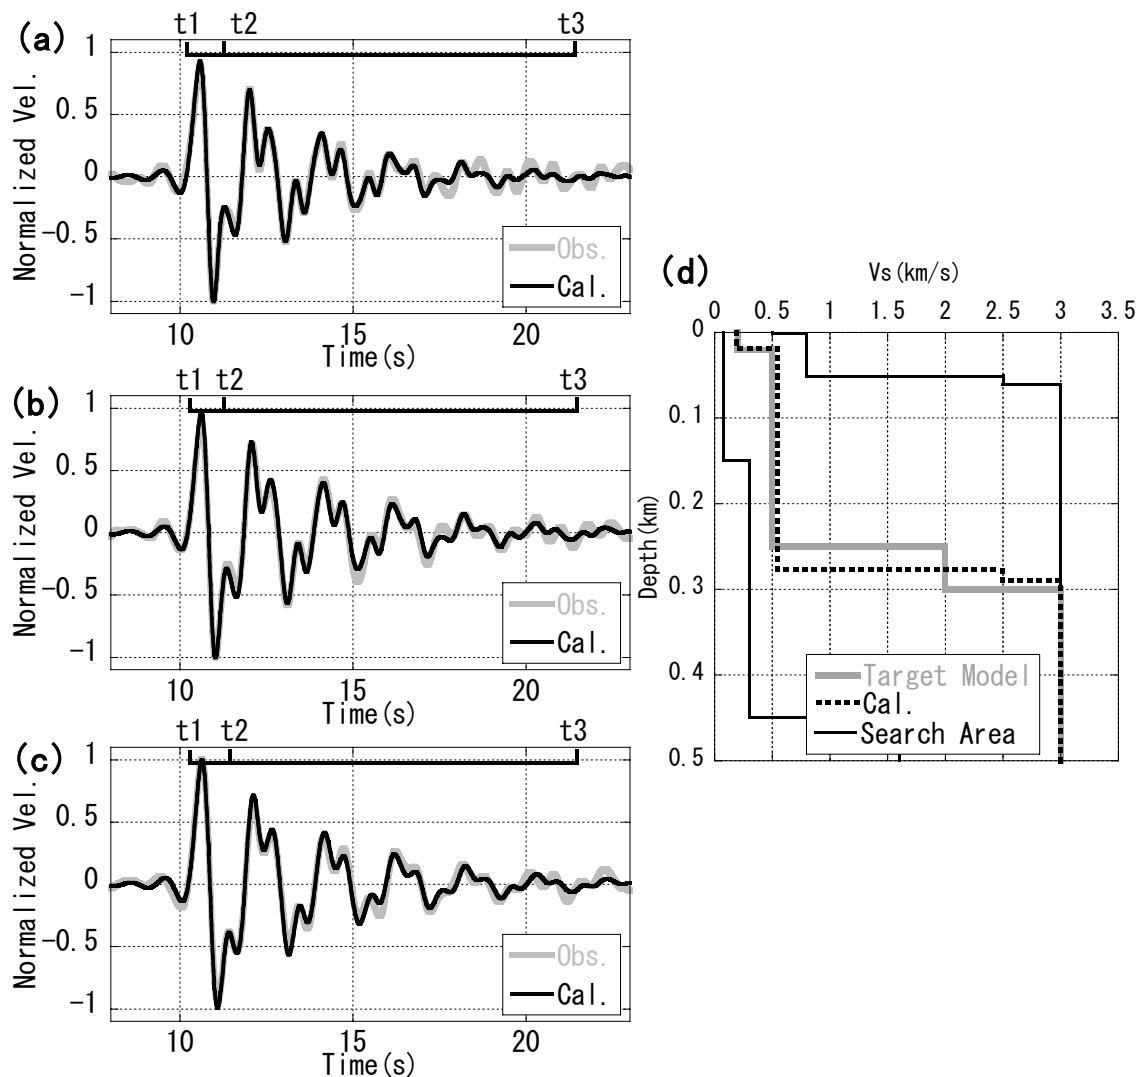 (a)
t1 t2 t3
Normalized Vel.
1
0.5
0
-0.5
-1
Obs.
Cal.
10 15 20
Time(s)
(b)
t1 t2 t3
Normalized Vel.
1
0.5
0
-0.5
-1
Obs.
Cal.
10 15 20
Time(s)
(c)
t1 t2 t3
Normalized Vel.
1
0.5
0
-0.5
-1
Obs.
Cal.
10 15 20
Time(s)
(d)
Vs(km/s)
0 0.5 1 1.5 2 2.5 3 3.5
Depth(km)
0
0.1
0.2
0.3
0.4
0.5
Target Model
Cal.
Search Area